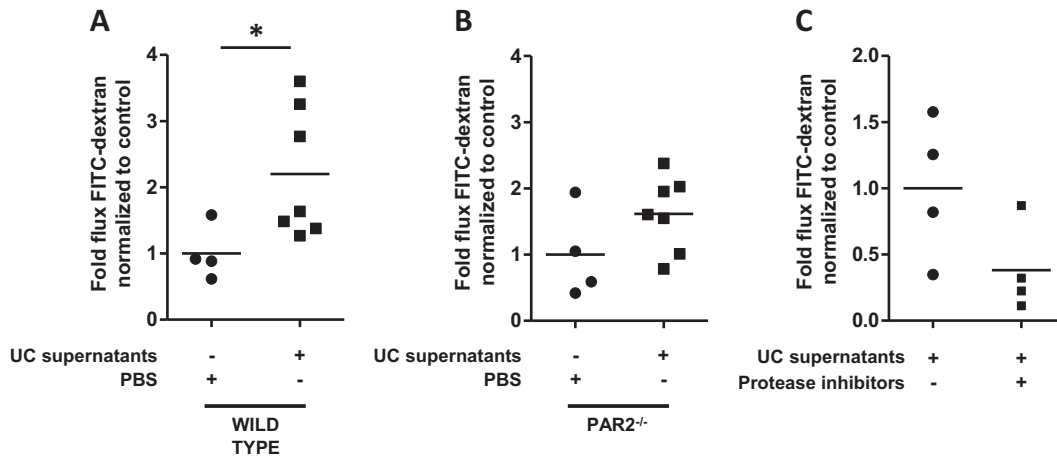 A
*
Fold flux FITC-dextran
normalized to control
4
3
2
1
0
UC supernatants - +
PBS + -
WILD
TYPE
B
Fold flux FITC-dextran
normalized to control
4
3
2
1
0
UC supernatants - +
PBS + -
PAR2-/-
C
Fold flux FITC-dextran
normalized to control
2.0
1.5
1.0
0.5
0.0
UC supernatants + +
Protease inhibitors - +